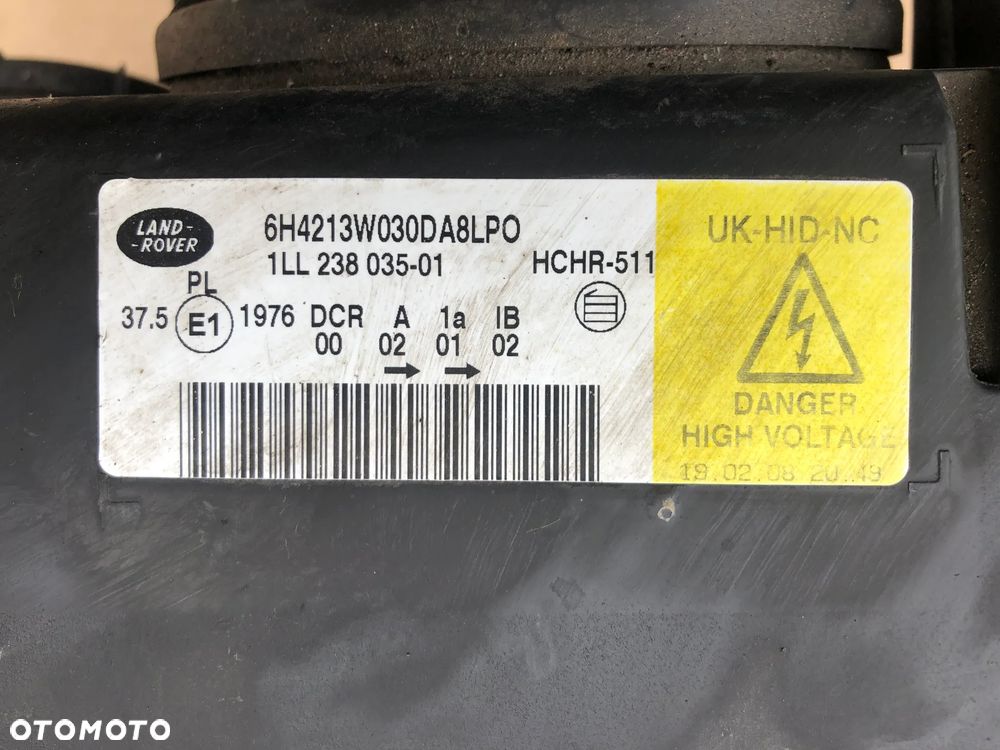 LAND-
-ROVER
6H4213W030DA8LPO
1LL 238 035-01 HCHR-511
PL
37.5 E1 1976 DCR A 1a IB
00 02 01 02
UK-HID-NC
DANGER
HIGH VOLTAGE
19.02.08 20:49
OTOMOTO